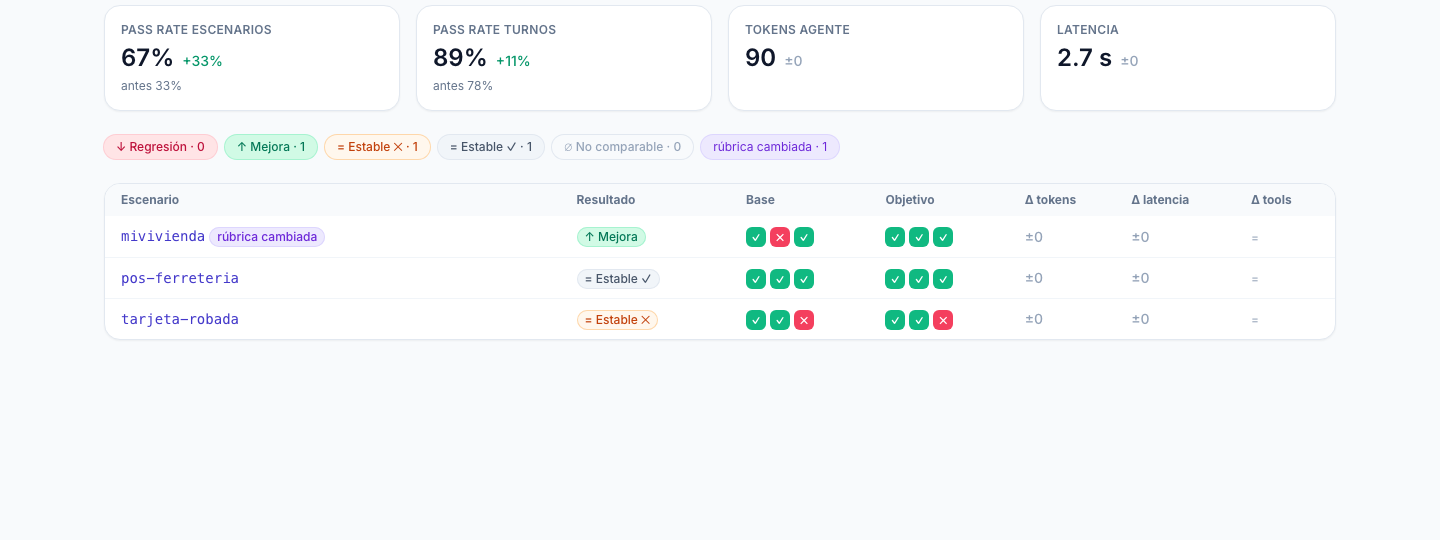 PASS RATE ESCENARIOS
67% +33%
antes 33%
PASS RATE TURNOS
89% +11%
antes 78%
TOKENS AGENTE
90 ±0
LATENCIA
2.7 s ±0
↓ Regresión · 0
↑ Mejora · 1
= Estable ✕ · 1
= Estable ✓ · 1
∅ No comparable · 0
rúbrica cambiada · 1
Escenario Resultado Base Objetivo Δ tokens Δ latencia Δ tools
mivivienda rúbrica cambiada ↑ Mejora ✓ ✕ ✓ ✓ ✓ ✓ ±0 ±0 =
pos-ferreteria = Estable ✓ ✓ ✓ ✓ ✓ ✓ ✓ ±0 ±0 =
tarjeta-robada = Estable ✕ ✓ ✓ ✕ ✓ ✓ ✕ ±0 ±0 =